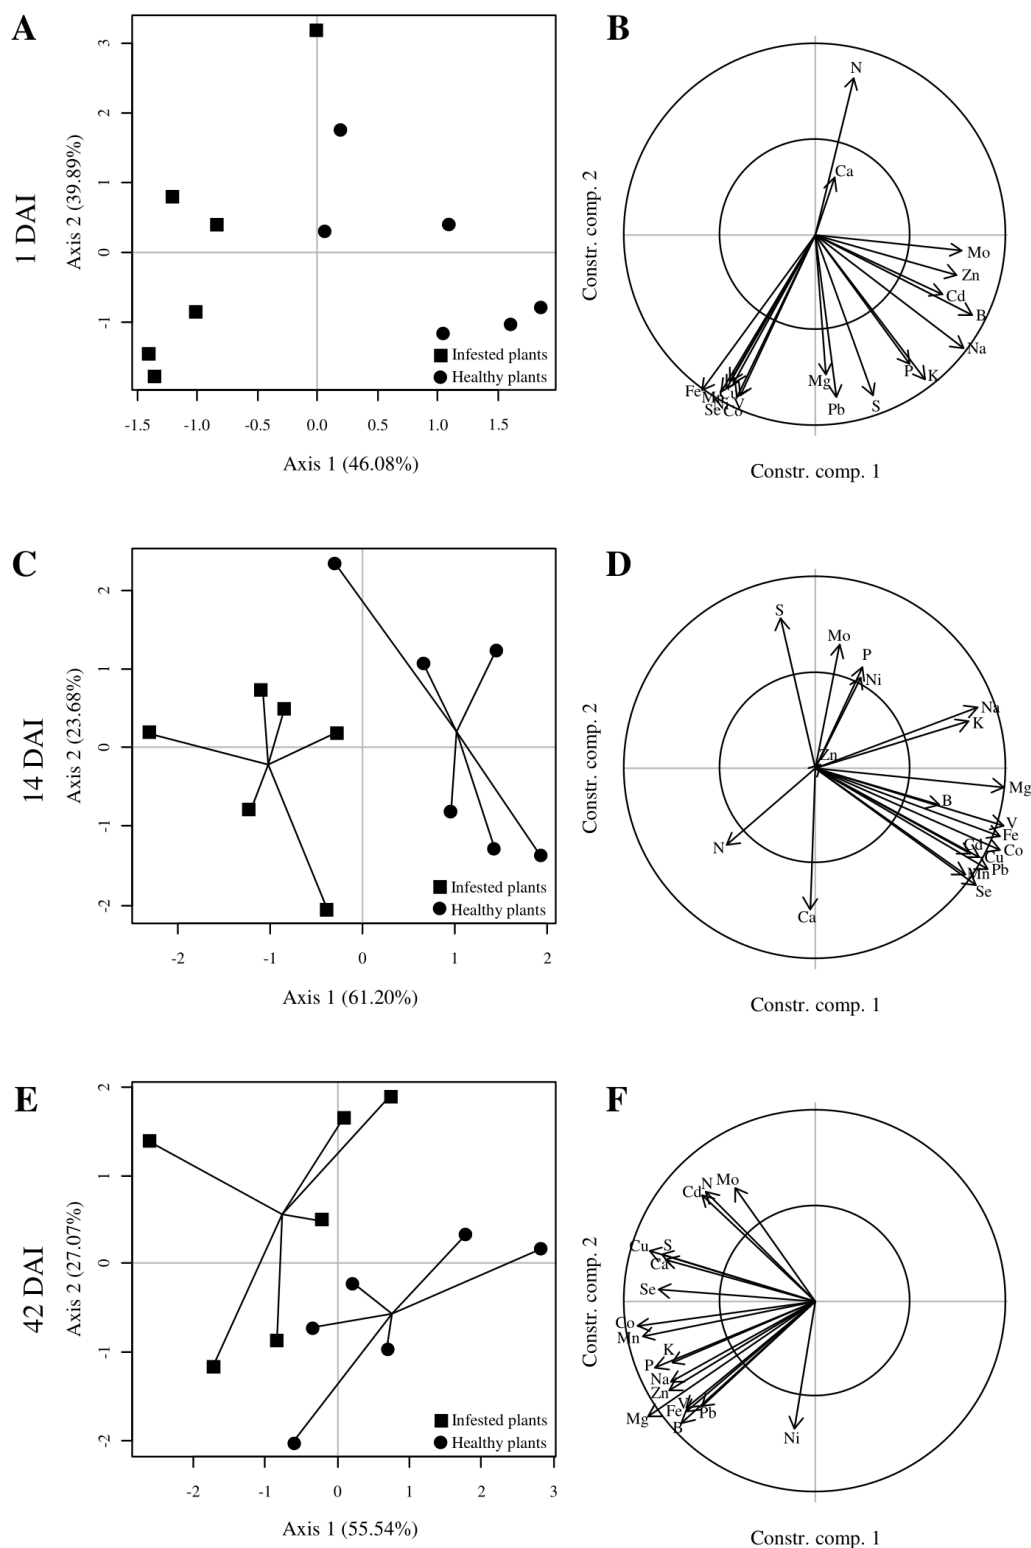 A
1 DAI
Axis 2 (39.89%)
3
2
1
0
-1
Infested plants
Healthy plants
-1.5
-1.0
-0.5
0.0
0.5
1.0
1.5
Axis 1 (46.08%)
B
Constr. comp. 2
N
Ca
Mo
Zn
Cd
B
Na
P
K
Mg
Pb
S
Fe
Mn
Cu
Se
Ni
V
Co
Constr. comp. 1
C
14 DAI
Axis 2 (23.68%)
2
1
0
-1
-2
Infested plants
Healthy plants
-2
-1
0
1
2
Axis 1 (61.20%)
D
Constr. comp. 2
S
Mo
P
Ni
Na
K
Zn
Mg
B
V
Fe
Co
Cd
Cu
Pb
Mn
Se
N
Ca
Constr. comp. 1
E
42 DAI
Axis 2 (27.07%)
2
1
0
-1
-2
Infested plants
Healthy plants
-2
-1
0
1
2
3
Axis 1 (55.54%)
F
Constr. comp. 2
Mo
N
Cd
Cu
S
Ca
Se
Co
Mn
K
P
Na
Zn
V
Fe
Pb
Mg
B
Ni
Constr. comp. 1